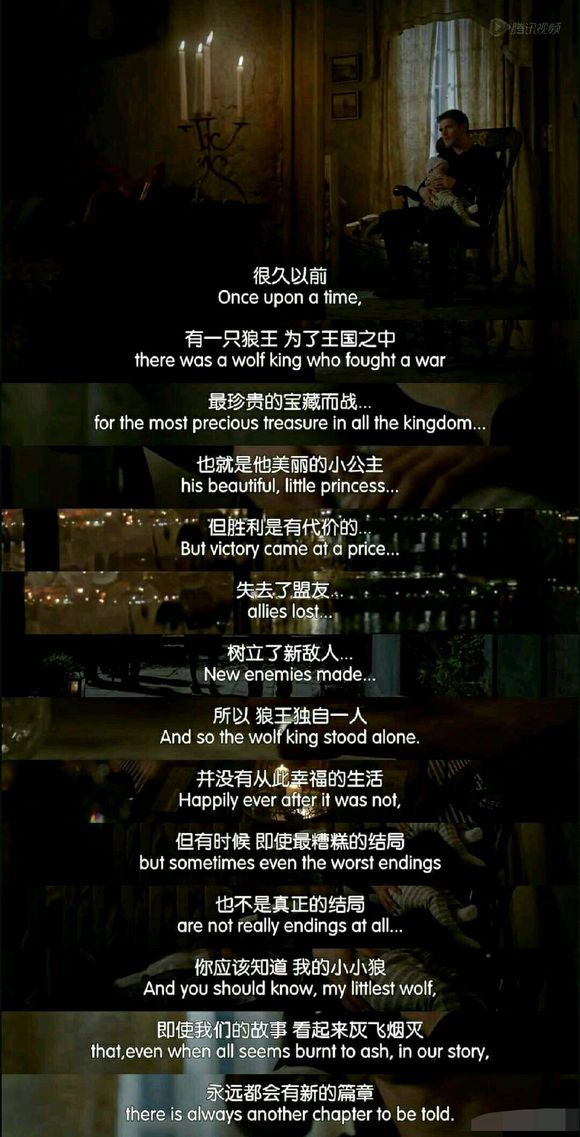 腾讯视频
很久以前
Once upon a time,
有一只狼王 为了王国之中
there was a wolf king who fought a war
最珍贵的宝藏而战...
for the most precious treasure in all the kingdom...
也就是他美丽的小公主
his beautiful, little princess...
但胜利是有代价的...
But victory came at a price...
失去了盟友...
allies lost...
树立了新敌人...
New enemies made...
所以 狼王独自一人
And so the wolf king stood alone.
并没有从此幸福的生活
Happily ever after it was not,
但有时候 即使最糟糕的结局
but sometimes even the worst endings
也不是真正的结局
are not really endings at all...
你应该知道 我的小小狼
And you should know, my littlest wolf,
即使我们的故事 看起来灰飞烟灭
that,even when all seems burnt to ash, in our story,
永远都会有新的篇章
there is always another chapter to be told.